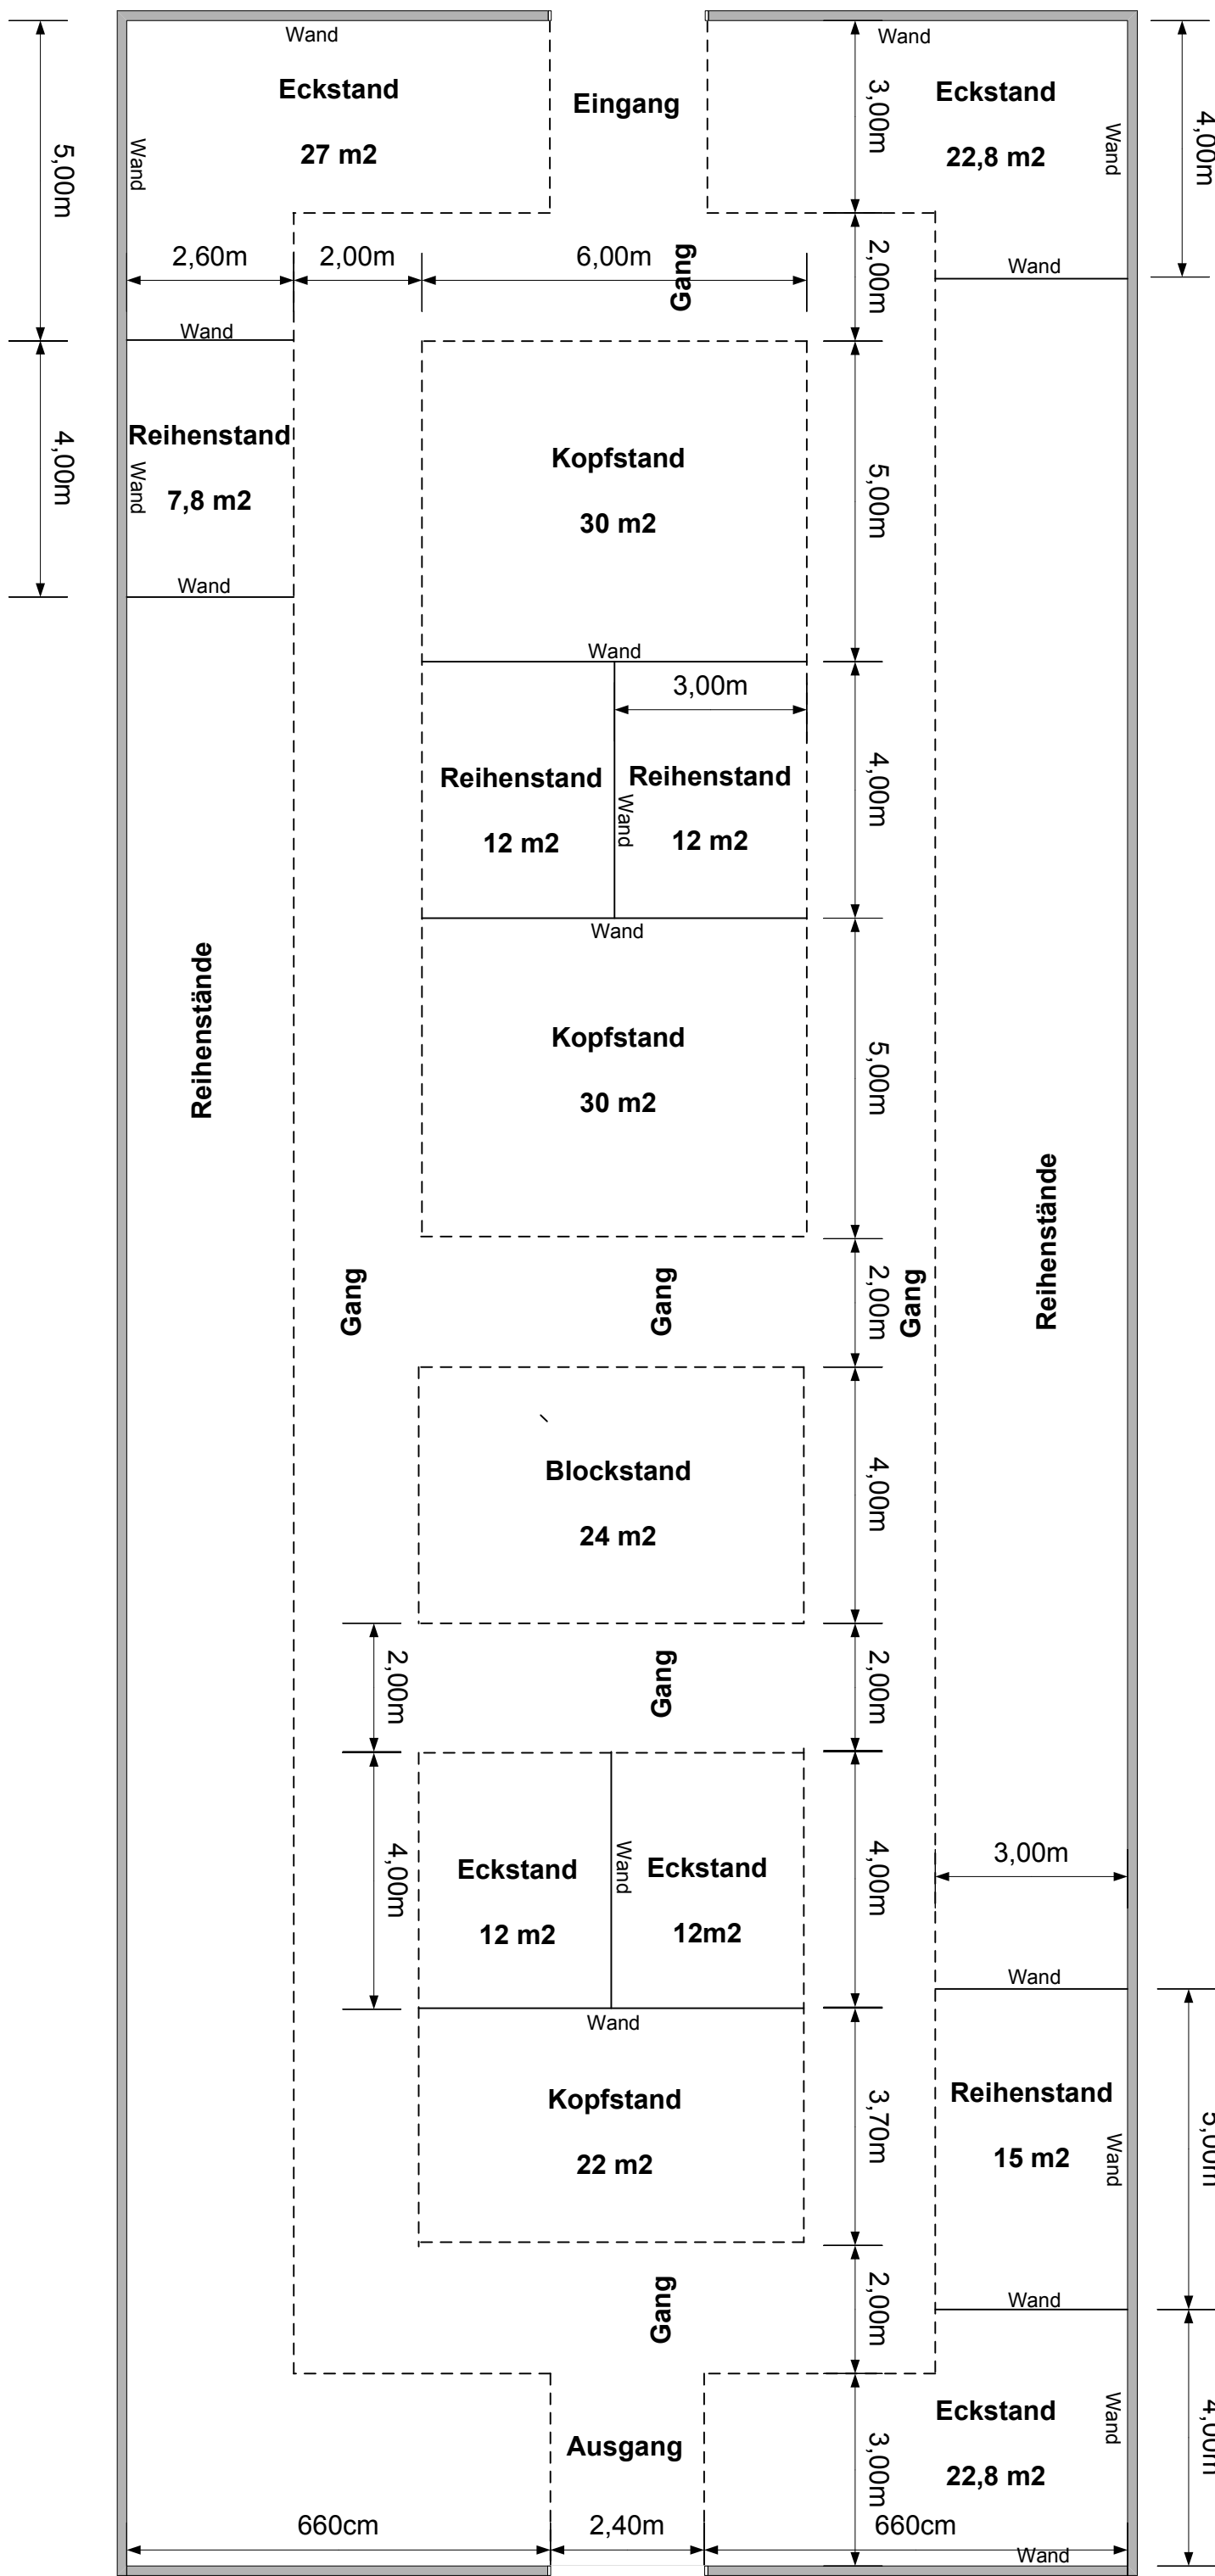 Wand
Wand
Eckstand
27 m2
Eingang
Eckstand
22,8 m2
Wand
Wand
5,00m
3,00m
4,00m
2,60m
2,00m
6,00m
Gang
2,00m
Wand
Wand
Reihenstand
7,8 m2
Wand
4,00m
Wand
Kopfstand
30 m2
5,00m
Wand
3,00m
Reihenstand
12 m2
Wand
Reihenstand
12 m2
4,00m
Wand
Reihenstände
Kopfstand
30 m2
5,00m
Reihenstände
Gang
Gang
2,00m
Gang
Blockstand
24 m2
4,00m
2,00m
Gang
2,00m
4,00m
Eckstand
12 m2
Wand
Eckstand
12m2
4,00m
3,00m
Wand
Wand
Kopfstand
22 m2
3,70m
Reihenstand
15 m2
Wand
5,00m
Wand
Gang
2,00m
Ausgang
3,00m
Eckstand
22,8 m2
Wand
4,00m
660cm
2,40m
660cm
Wand